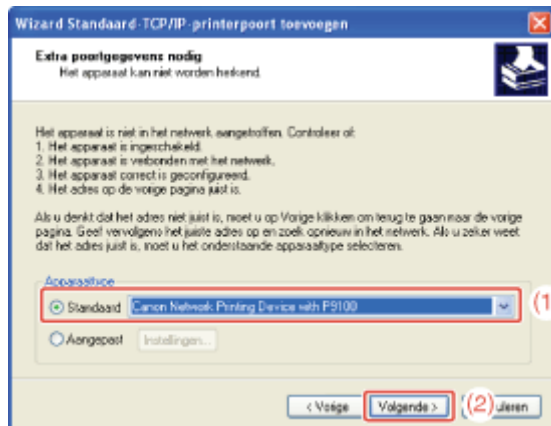 Wizard Standaard-TCP/IP-printerpoort toevoegen
Extra poortgegevens nodig
Het apparaat kan niet worden herkend.
Het apparaat is niet in het netwerk aangetroffen. Controleer of:
1. Het apparaat is ingeschakeld.
2. Het apparaat is verbonden met het netwerk.
3. Het apparaat correct is geconfigureerd.
4. Het adres op de vorige pagina juist is.
Als u denkt dat het adres niet juist is, moet u op Vorige klikken om terug te gaan naar de vorige
pagina. Geef vervolgens het juiste adres op en zoek opnieuw in het netwerk. Als u zeker weet
dat het adres juist is, moet u het onderstaande apparaattype selecteren.
Apparaattype
Standaard Canon Network Printing Device with P9100 (1
Aangepast Instellingen...
< Vorige Volgende > (2) uleren